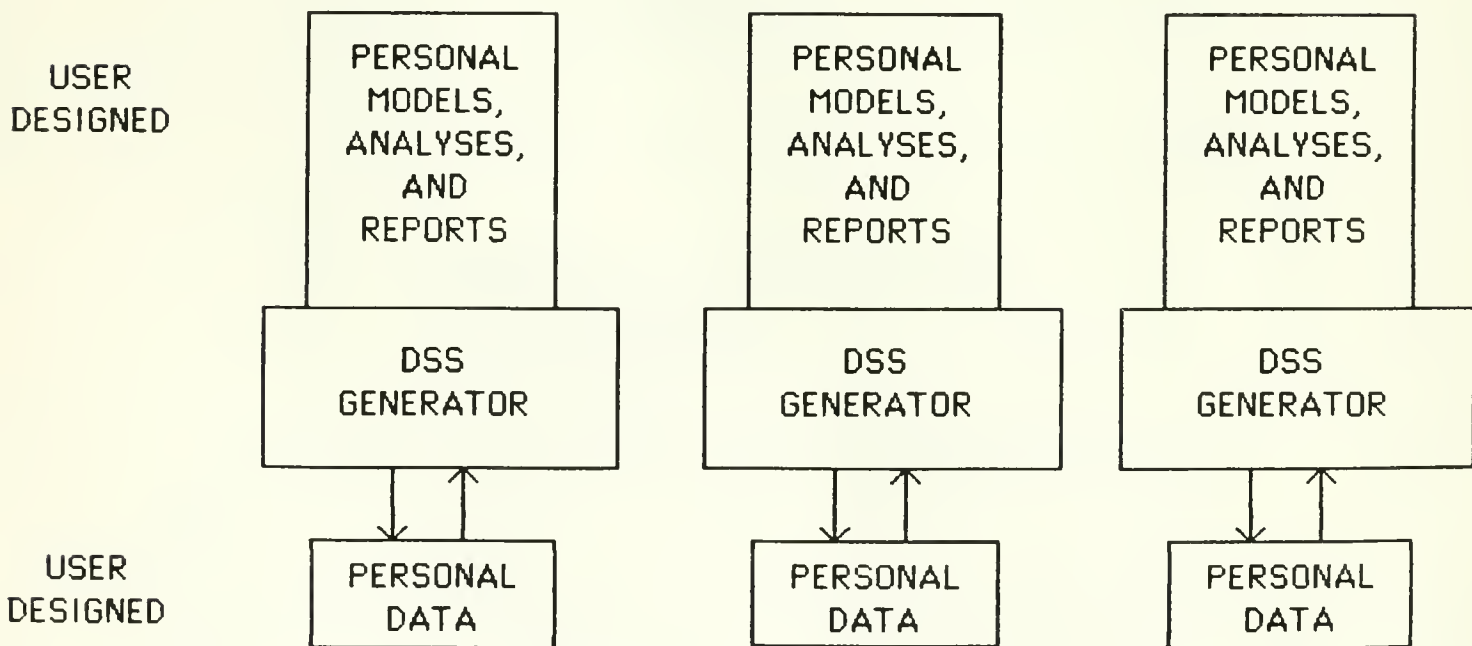 USER
DESIGNED
PERSONAL
MODELS,
ANALYSES,
AND
REPORTS
PERSONAL
MODELS,
ANALYSES,
AND
REPORTS
PERSONAL
MODELS,
ANALYSES,
AND
REPORTS
DSS
GENERATOR
DSS
GENERATOR
DSS
GENERATOR
USER
DESIGNED
PERSONAL
DATA
PERSONAL
DATA
PERSONAL
DATA